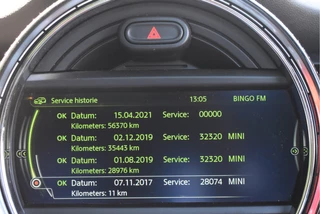 Service historie 13:05 BINGO FM
OK Datum: 15.04.2021 Service: 00000
Kilometers: 56370 km
OK Datum: 02.12.2019 Service: 32320 MINI
Kilometers: 35443 km
OK Datum: 01.08.2019 Service: 32320 MINI
Kilometers: 28976 km
OK Datum: 07.11.2017 Service: 28074 MINI
Kilometers: 11 km